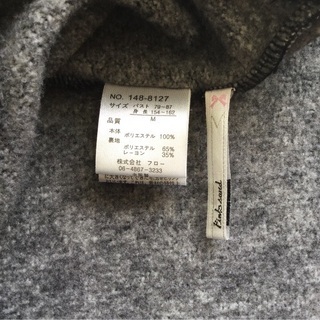 NO. 148-8127
サイズ バスト 79-87
身長 154-162
品質 M
本体
ポリエステル 100%
裏地
ポリエステル 65%
レーヨン 35%
株式会社 フロー
06-4867-3333